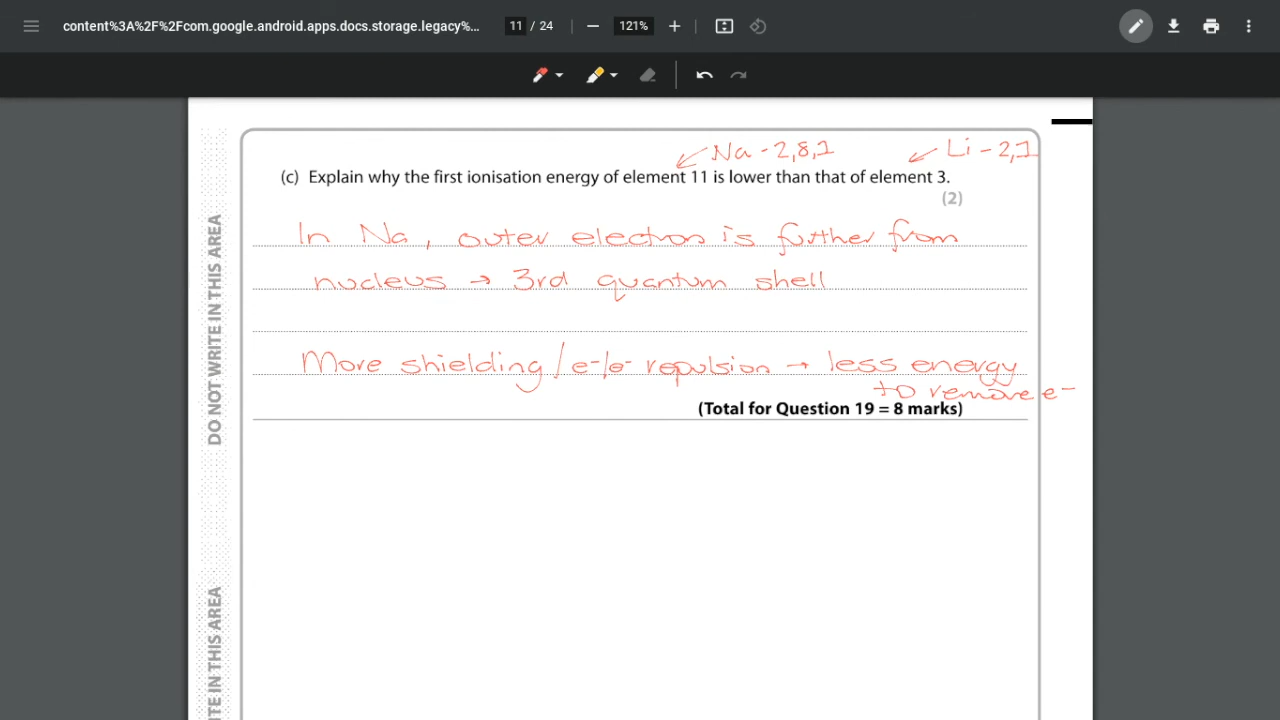 content%3A%2F%2Fcom.google.android.apps.docs.storage.legacy%...
11 / 24
121%
Na - 2,8,1
Li - 2,1
(c) Explain why the first ionisation energy of element 11 is lower than that of element 3.
(2)
In Na, outer electron is further from
nucleus → 3rd quantum shell
More shielding / e-/e- epulsion → less energy
to remove e-
(Total for Question 19 = 8 marks)
DO NOT WRITE IN THIS AREA
ITE IN THIS AREA